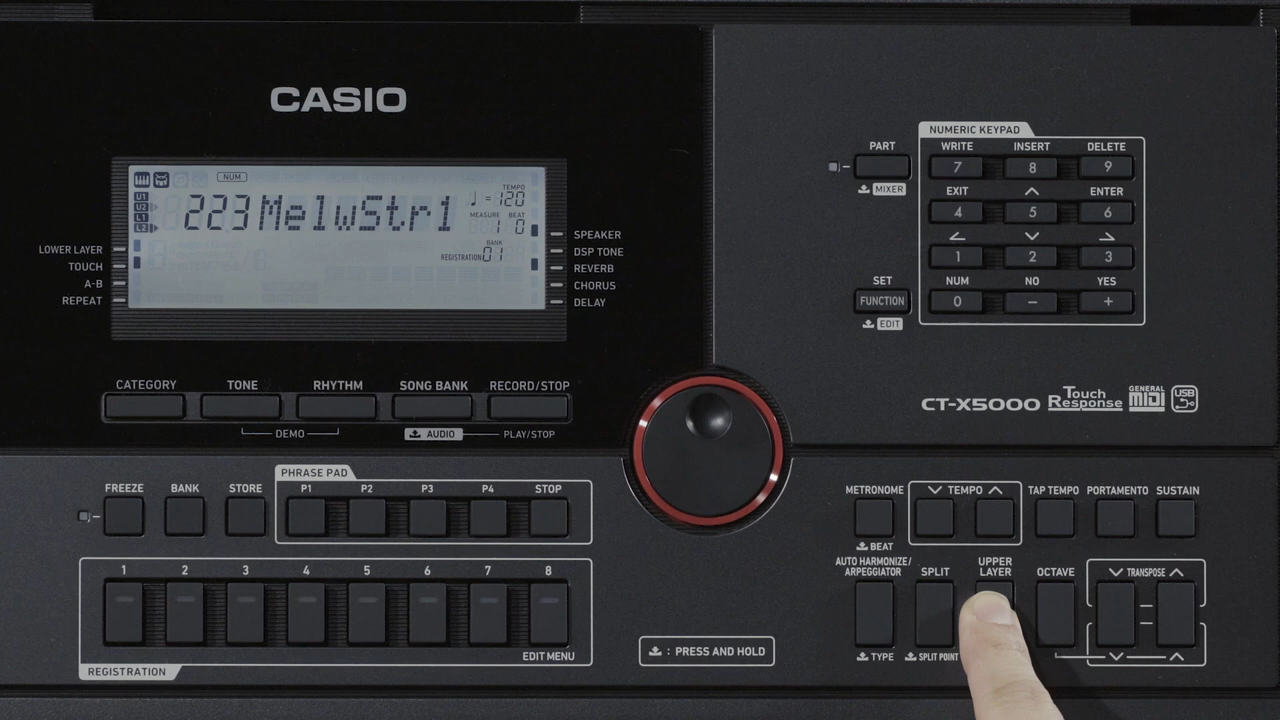 CASIO
NUM
U1
U2
L1
L2
223 MelwStr1
TEMPO
♩ =120
MEASURE BEAT
1 0
BANK
REGISTRATION 01
LOWER LAYER
TOUCH
A-B
REPEAT
SPEAKER
DSP TONE
REVERB
CHORUS
DELAY
CATEGORY TONE RHYTHM SONG BANK RECORD/STOP
DEMO AUDIO PLAY/STOP
PART
MIXER
SET
FUNCTION
EDIT
NUMERIC KEYPAD
WRITE INSERT DELETE
7 8 9
EXIT ENTER
4 5 6
1 2 3
NUM NO YES
0 − +
CT-X5000 Touch Response GENERAL MIDI USB
FREEZE BANK STORE
PHRASE PAD
P1 P2 P3 P4 STOP
1 2 3 4 5 6 7 8
EDIT MENU
REGISTRATION
: PRESS AND HOLD
METRONOME TEMPO TAP TEMPO PORTAMENTO SUSTAIN
BEAT
AUTO HARMONIZE/
ARPEGGIATOR SPLIT UPPER LAYER OCTAVE TRANSPOSE
TYPE SPLIT POINT